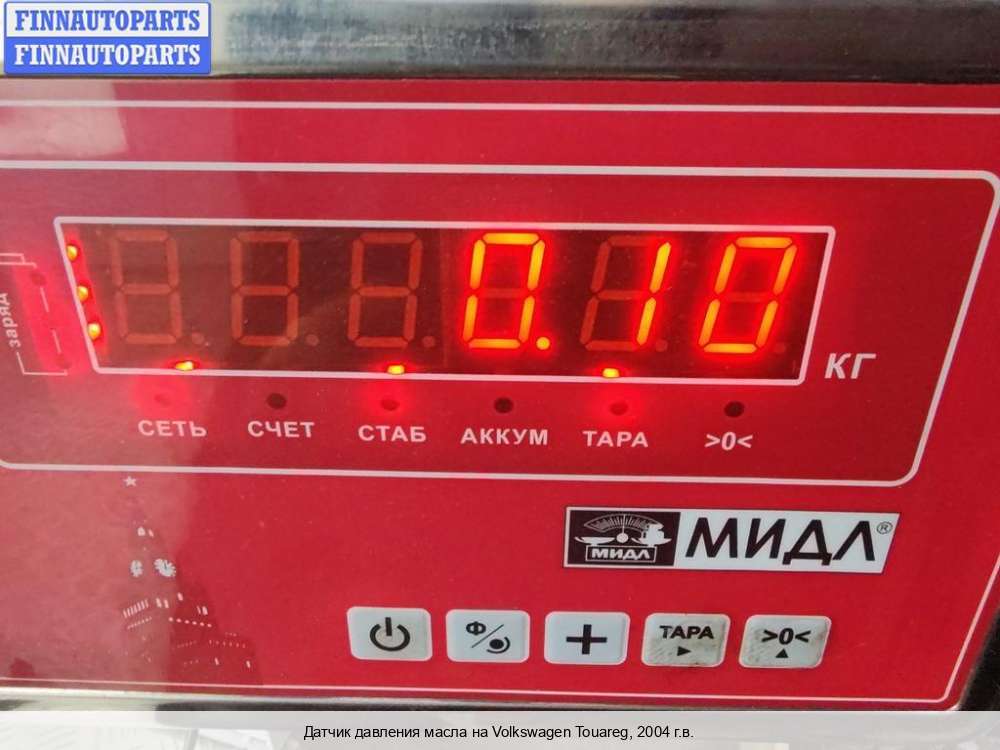 FINNAUTOPARTS
FINNAUTOPARTS
0.10
КГ
заряд
СЕТЬ СЧЕТ СТАБ АККУМ ТАРА >0<
МИДЛ МИДЛ®
Ф ТАРА >0<
Датчик давления масла на Volkswagen Touareg, 2004 г.в.